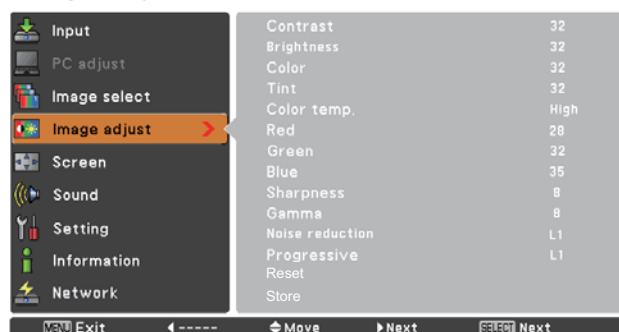 Input
PC adjust
Image select
Image adjust
Screen
Sound
Setting
Information
Network
Contrast 32
Brightness 32
Color 32
Tint 32
Color temp. High
Red 28
Green 32
Blue 35
Sharpness 8
Gamma 8
Noise reduction L1
Progressive L1
Reset
Store
MENU Exit ◀ ----- ◆ Move ▶ Next SELECT Next